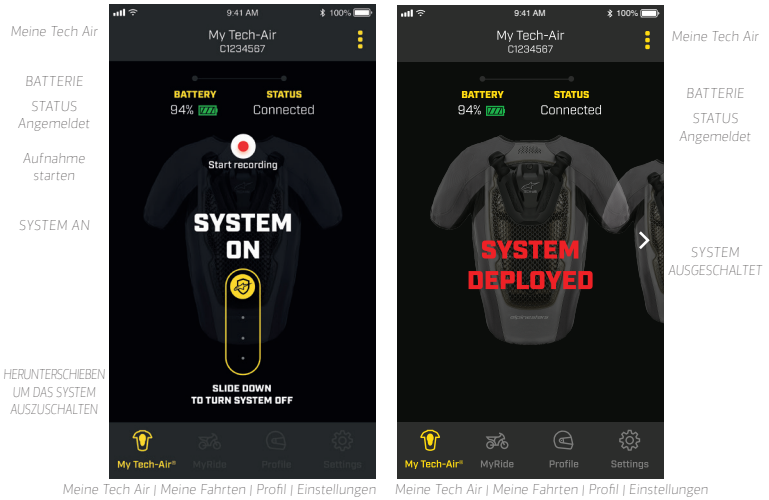 Meine Tech Air
BATTERIE
STATUS
Angemeldet
Aufnahme
starten
SYSTEM AN
HERUNTERSCHIEBEN
UM DAS SYSTEM
AUSZUSCHALTEN
9:41 AM
100%
My Tech-Air
C1234567
BATTERY STATUS
94% Connected
Start recording
SYSTEM
ON
SLIDE DOWN
TO TURN SYSTEM OFF
My Tech-Air® MyRide Profile Settings
Meine Tech Air | Meine Fahrten | Profil | Einstellungen
9:41 AM
100%
My Tech-Air
C1234567
BATTERY STATUS
94% Connected
SYSTEM
DEPLOYED
My Tech-Air® MyRide Profile Settings
Meine Tech Air | Meine Fahrten | Profil | Einstellungen
Meine Tech Air
BATTERIE
STATUS
Angemeldet
SYSTEM
AUSGESCHALTET